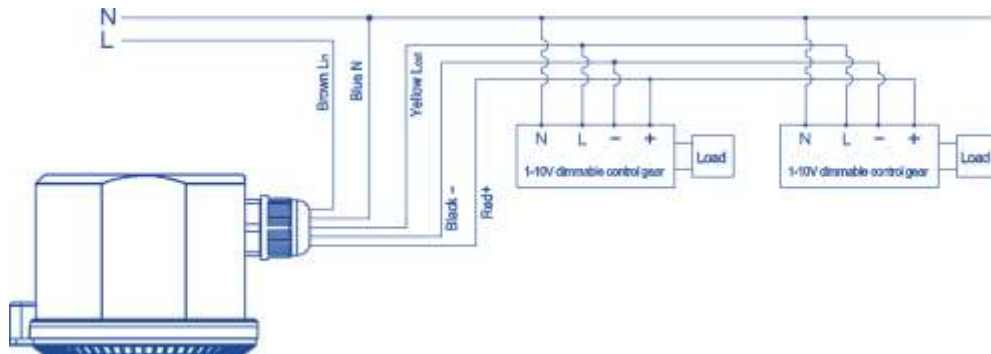 N
L
Brown Lin
Blue N
Yellow Lout
Black -
Red+
N L - +
1-10V dimmable control gear
Load
N L - +
1-10V dimmable control gear
Load